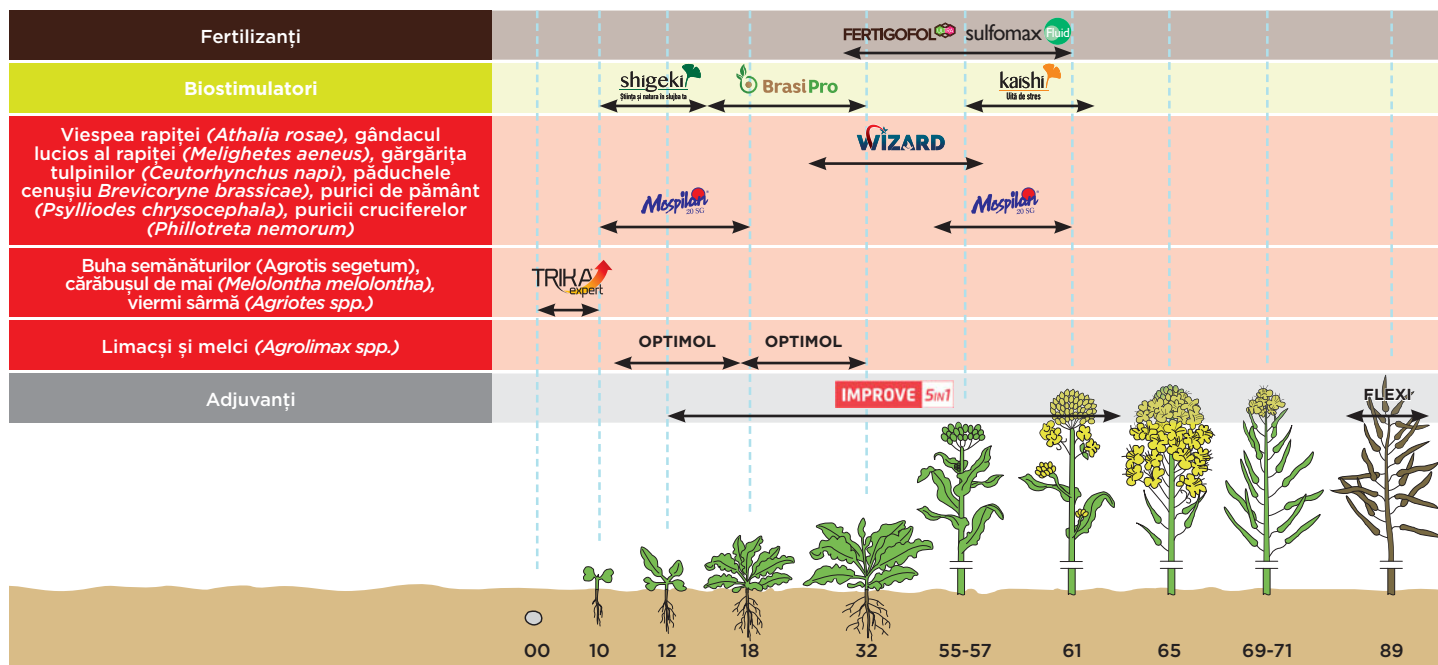 Fertilizanți
FERTIGOFOL ULTRA sulfomax Fluid
Biostimulatori
shigeki
Știința și natura în slujba ta
BrasiPro
kaishi
Uită de stres
Viespea rapiței (Athalia rosae), gândacul
lucios al rapiței (Melighetes aeneus), gărgărița
tulpinilor (Ceutorhynchus napi), păduchele
cenușiu Brevicoryne brassicae), purici de pământ
(Psylliodes chrysocephala), puricii cruciferelor
(Phillotreta nemorum)
WIZARD
Mospilan
20 SG
Mospilan
20 SG
Buha semănăturilor (Agrotis segetum),
cărăbușul de mai (Melolontha melolontha),
viermi sârmă (Agriotes spp.)
TRIKA
expert
Limacși și melci (Agrolimax spp.)
OPTIMOL OPTIMOL
Adjuvanți
IMPROVE 5IN1
FLEXI
00 10 12 18 32 55-57 61 65 69-71 89